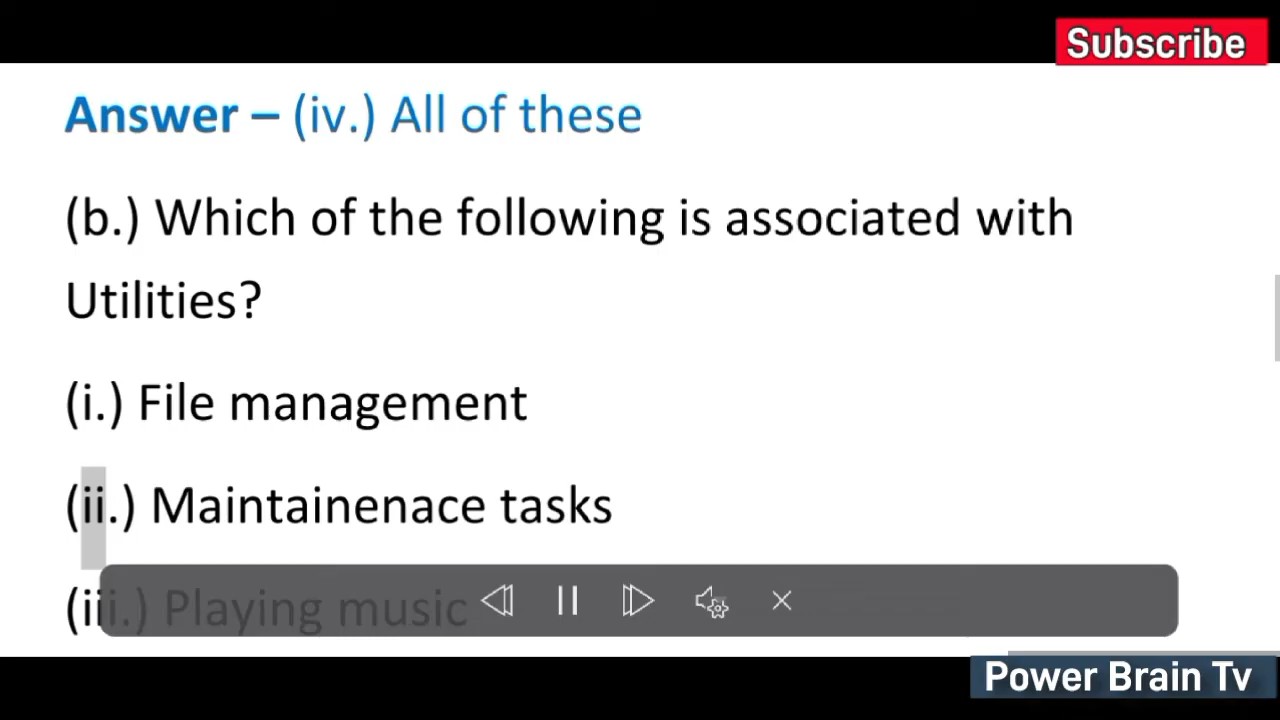 Subscribe
Answer – (iv.) All of these
(b.) Which of the following is associated with
Utilities?
(i.) File management
(ii.) Maintainenace tasks
(iii.) Playing music
Power Brain Tv